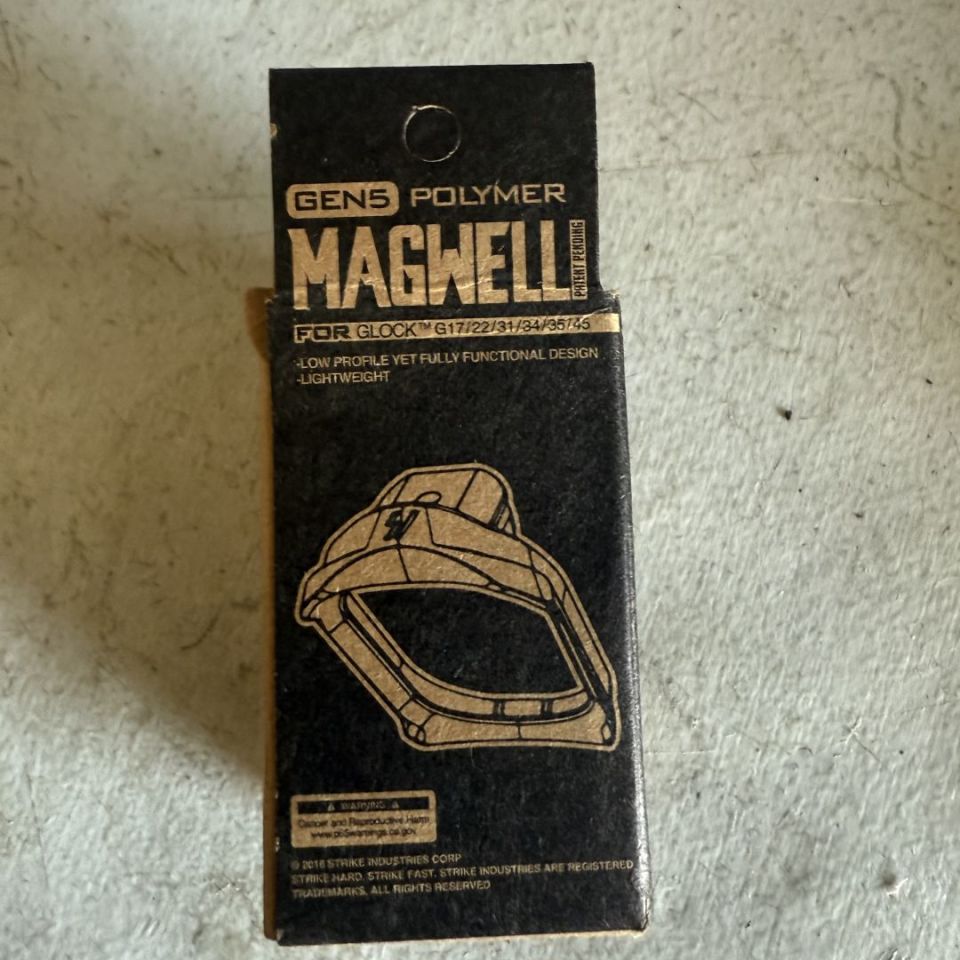 GEN5 POLYMER
MAGWELL PATENT PENDING
FOR GLOCK™ G17/22/31/34/35/45
-LOW PROFILE YET FULLY FUNCTIONAL DESIGN
-LIGHTWEIGHT
⚠ WARNING ⚠
Cancer and Reproductive Harm
www.p65warnings.ca.gov
© 2018 STRIKE INDUSTRIES CORP
STRIKE HARD. STRIKE FAST. STRIKE INDUSTRIES ARE REGISTERED
TRADEMARKS. ALL RIGHTS RESERVED